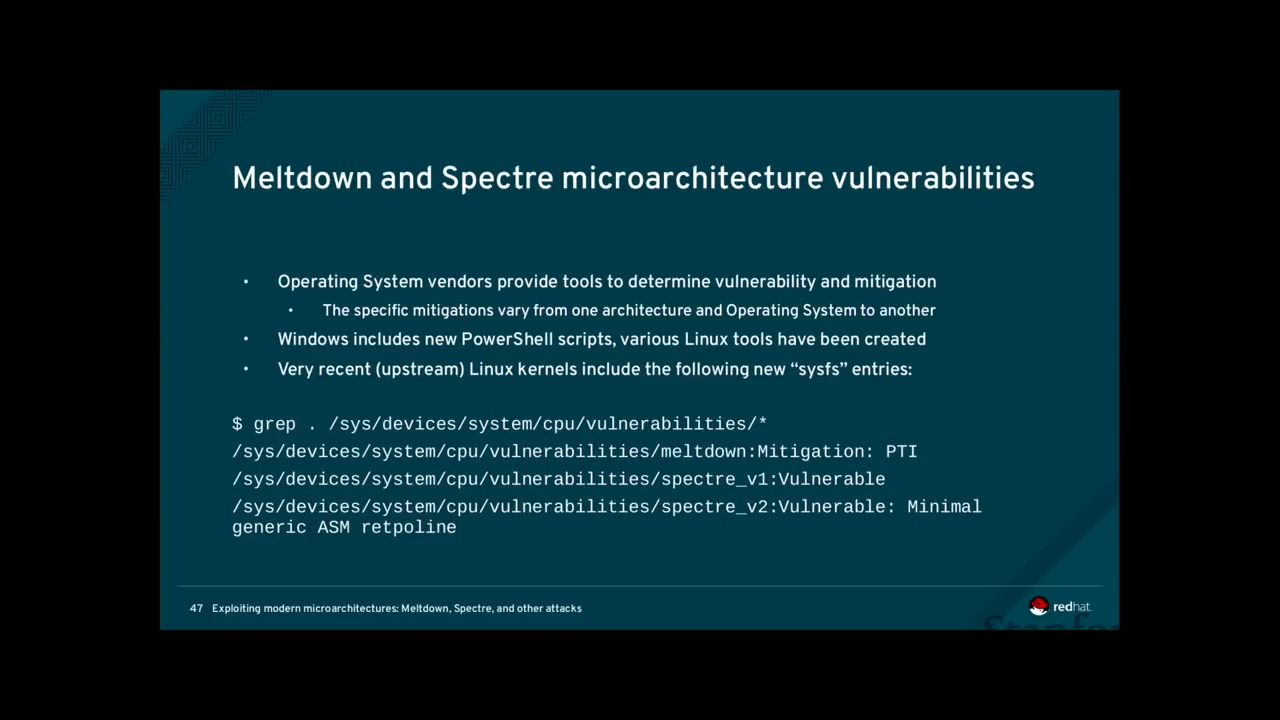 Meltdown and Spectre microarchitecture vulnerabilities
• Operating System vendors provide tools to determine vulnerability and mitigation
• The specific mitigations vary from one architecture and Operating System to another
• Windows includes new PowerShell scripts, various Linux tools have been created
• Very recent (upstream) Linux kernels include the following new “sysfs” entries:
$ grep . /sys/devices/system/cpu/vulnerabilities/*
/sys/devices/system/cpu/vulnerabilities/meltdown:Mitigation: PTI
/sys/devices/system/cpu/vulnerabilities/spectre_v1:Vulnerable
/sys/devices/system/cpu/vulnerabilities/spectre_v2:Vulnerable: Minimal
generic ASM retpoline
47 Exploiting modern microarchitectures: Meltdown, Spectre, and other attacks
redhat.